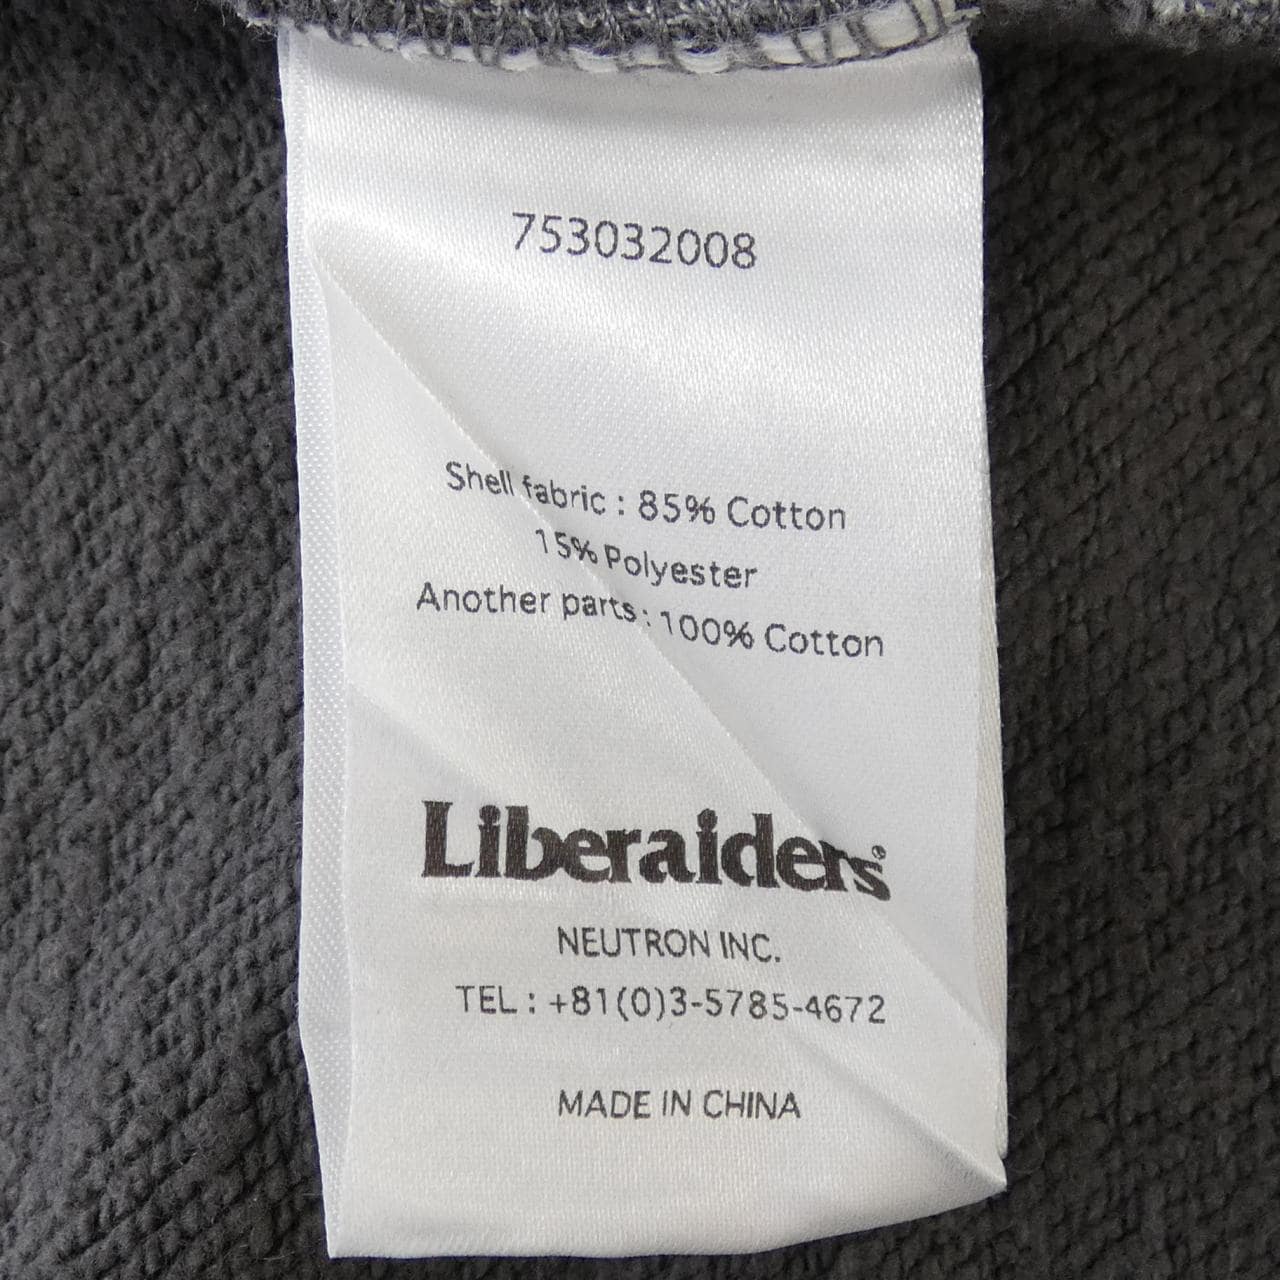 753032008
Shell fabric : 85% Cotton
15% Polyester
Another parts : 100% Cotton
Liberaiders®
NEUTRON INC.
TEL : +81(0)3-5785-4672
MADE IN CHINA